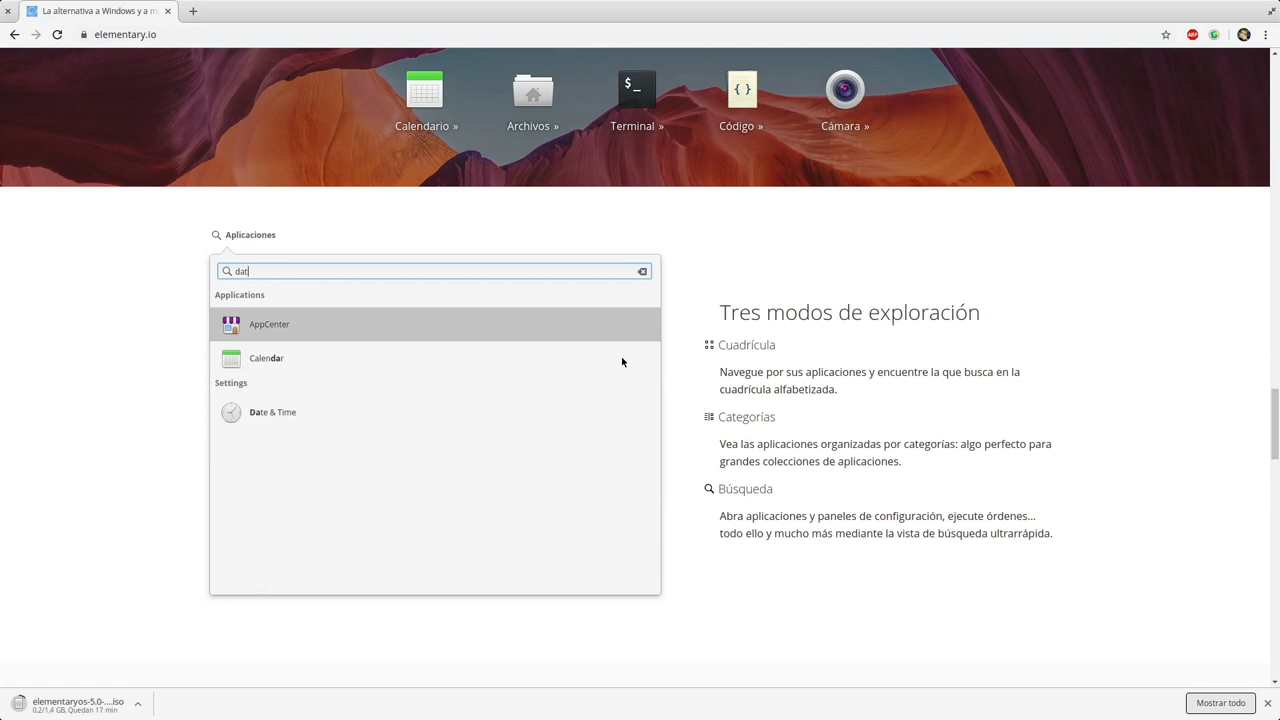 La alternativa a Windows y a m
elementary.io
ABP
$_
{ }
Calendario »
Archivos »
Terminal »
Código »
Cámara »
Aplicaciones
dat
Applications
AppCenter
Calendar
Settings
Date & Time
Tres modos de exploración
Cuadrícula
Navegue por sus aplicaciones y encuentre la que busca en la
cuadrícula alfabetizada.
Categorías
Vea las aplicaciones organizadas por categorías: algo perfecto para
grandes colecciones de aplicaciones.
Búsqueda
Abra aplicaciones y paneles de configuración, ejecute órdenes…
todo ello y mucho más mediante la vista de búsqueda ultrarrápida.
elementaryos-5.0-....iso
0,2/1,4 GB, Quedan 17 min
Mostrar todo